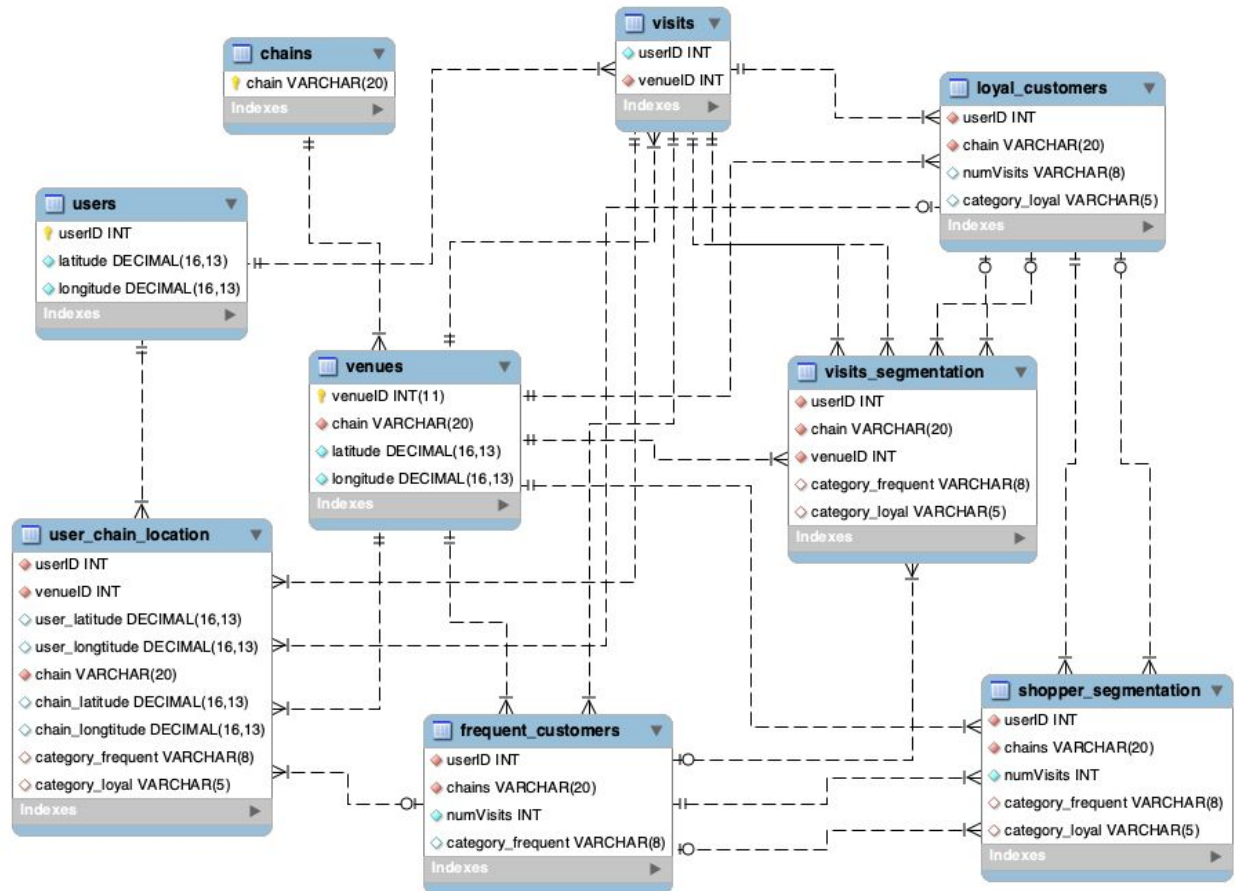 chains
chain VARCHAR(20)
Indexes
visits
userID INT
venueID INT
Indexes
loyal_customers
userID INT
chain VARCHAR(20)
numVisits VARCHAR(8)
category_loyal VARCHAR(5)
Indexes
users
userID INT
latitude DECIMAL(16,13)
longitude DECIMAL(16,13)
Indexes
venues
venueID INT(11)
chain VARCHAR(20)
latitude DECIMAL(16,13)
longitude DECIMAL(16,13)
Indexes
visits_segmentation
userID INT
chain VARCHAR(20)
venueID INT
category_frequent VARCHAR(8)
category_loyal VARCHAR(5)
Indexes
user_chain_location
userID INT
venueID INT
user_latitude DECIMAL(16,13)
user_longtitude DECIMAL(16,13)
chain VARCHAR(20)
chain_latitude DECIMAL(16,13)
chain_longtitude DECIMAL(16,13)
category_frequent VARCHAR(8)
category_loyal VARCHAR(5)
Indexes
frequent_customers
userID INT
chains VARCHAR(20)
numVisits INT
category_frequent VARCHAR(8)
Indexes
shopper_segmentation
userID INT
chains VARCHAR(20)
numVisits INT
category_frequent VARCHAR(8)
category_loyal VARCHAR(5)
Indexes